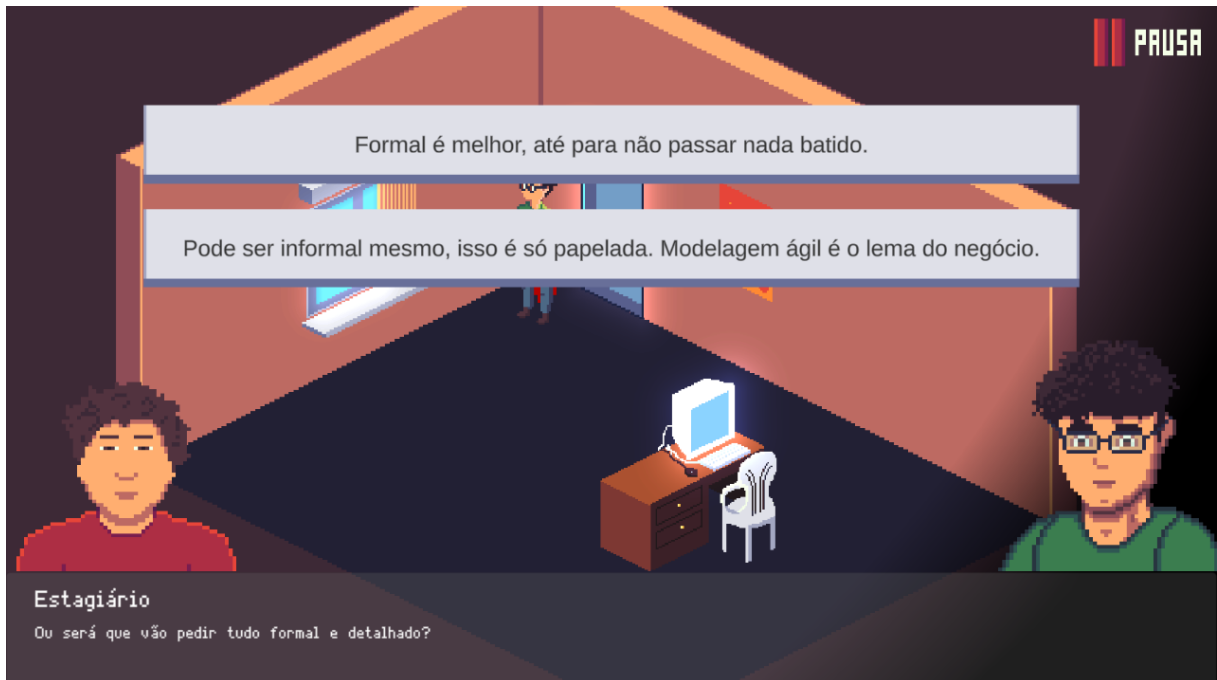 PAUSA
Formal é melhor, até para não passar nada batido.
Pode ser informal mesmo, isso é só papelada. Modelagem ágil é o lema do negócio.
Estagiário
Ou será que vão pedir tudo formal e detalhado?